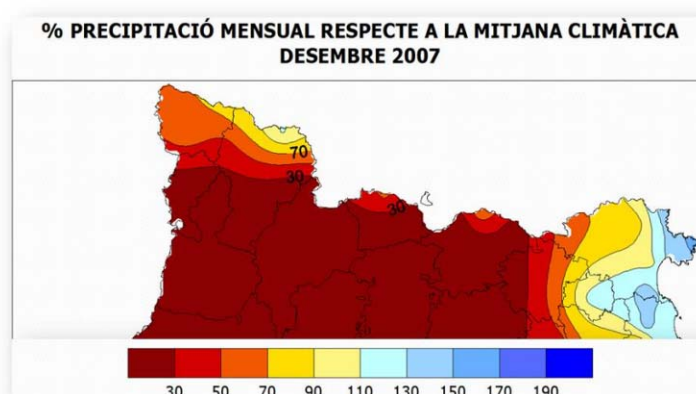 % PRECIPITACIÓ MENSUAL RESPECTE A LA MITJANA CLIMÀTICA
DESEMBRE 2007
70
30
30
30 50 70 90 110 130 150 170 190